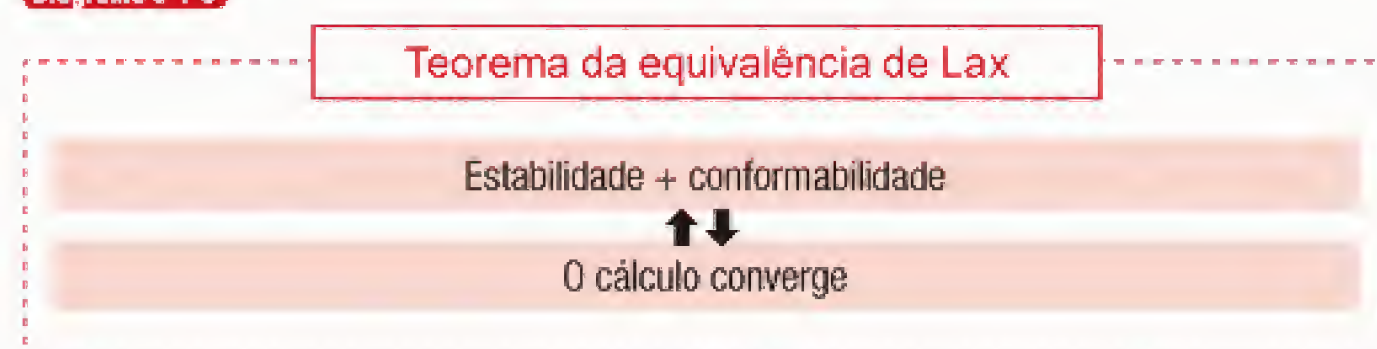 Teorema da equivalência de Lax
Estabilidade + conformabilidade
O cálculo converge